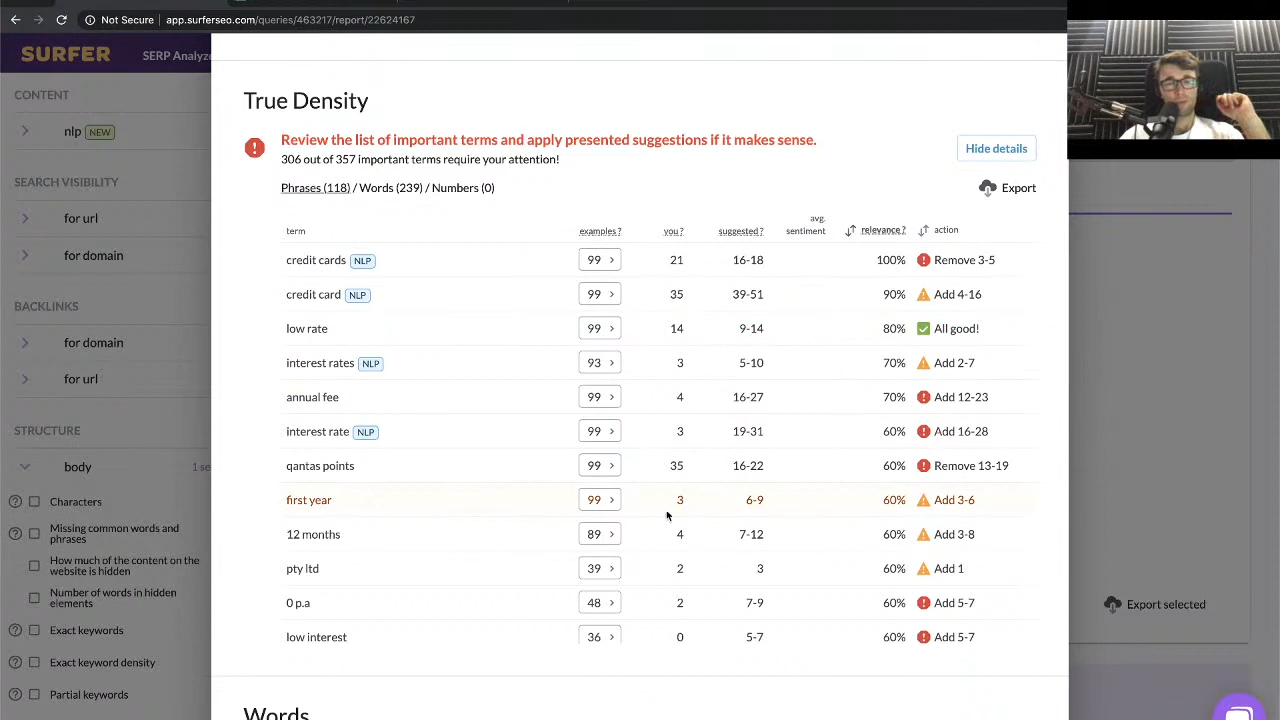 Not Secure | app.surferseo.com/queries/463217/report/22624167
SURFER
SERP Analyze
CONTENT
nlp NEW
SEARCH VISIBILITY
for url
for domain
BACKLINKS
for domain
for url
STRUCTURE
body 1 se
Characters
Missing common words and phrases
How much of the content on the website is hidden
Number of words in hidden elements
Exact keywords
Exact keyword density
Partial keywords
True Density
Review the list of important terms and apply presented suggestions if it makes sense.
306 out of 357 important terms require your attention!
Hide details
Phrases (118) / Words (239) / Numbers (0)
Export
term examples ? you ? suggested ? avg. sentiment relevance ? action
credit cards NLP 99 > 21 16-18 100% Remove 3-5
credit card NLP 99 > 35 39-51 90% Add 4-16
low rate 99 > 14 9-14 80% All good!
interest rates NLP 93 > 3 5-10 70% Add 2-7
annual fee 99 > 4 16-27 70% Add 12-23
interest rate NLP 99 > 3 19-31 60% Add 16-28
qantas points 99 > 35 16-22 60% Remove 13-19
first year 99 > 3 6-9 60% Add 3-6
12 months 89 > 4 7-12 60% Add 3-8
pty ltd 39 > 2 3 60% Add 1
0 p.a 48 > 2 7-9 60% Add 5-7
low interest 36 > 0 5-7 60% Add 5-7
Words
Export selected